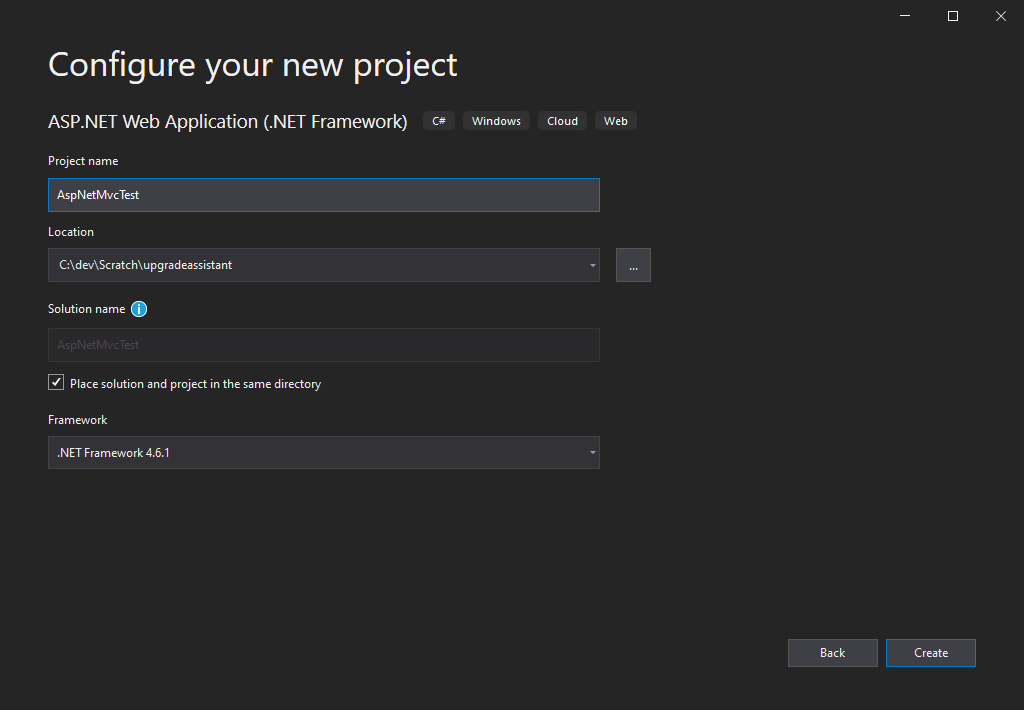 Configure your new project
ASP.NET Web Application (.NET Framework) C# Windows Cloud Web
Project name
AspNetMvcTest
Location
C:\dev\Scratch\upgradeassistant
...
Solution name
AspNetMvcTest
Place solution and project in the same directory
Framework
.NET Framework 4.6.1
Back Create